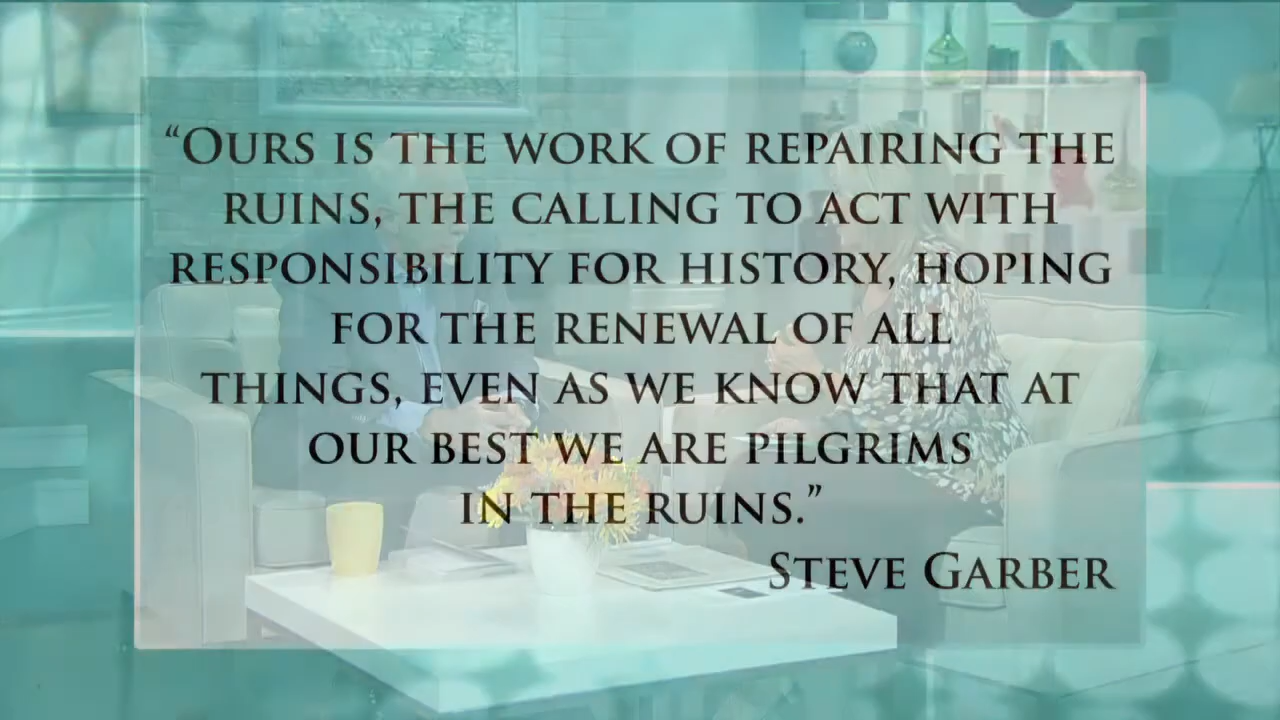 “Ours is the work of repairing the
ruins, the calling to act with
responsibility for history, hoping
for the renewal of all
things, even as we know that at
our best we are pilgrims
in the ruins.”
Steve Garber